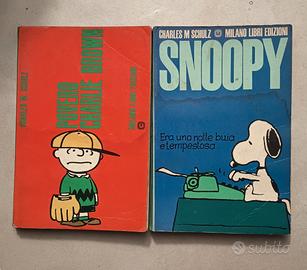 CHARLES M. SCHULZ
POVERO
CHARLIE BROWN
CHARLES M SCHULZ
MILANO LIBRI EDIZIONI
SNOOPY
Era una notte buia
e tempestosa
subito